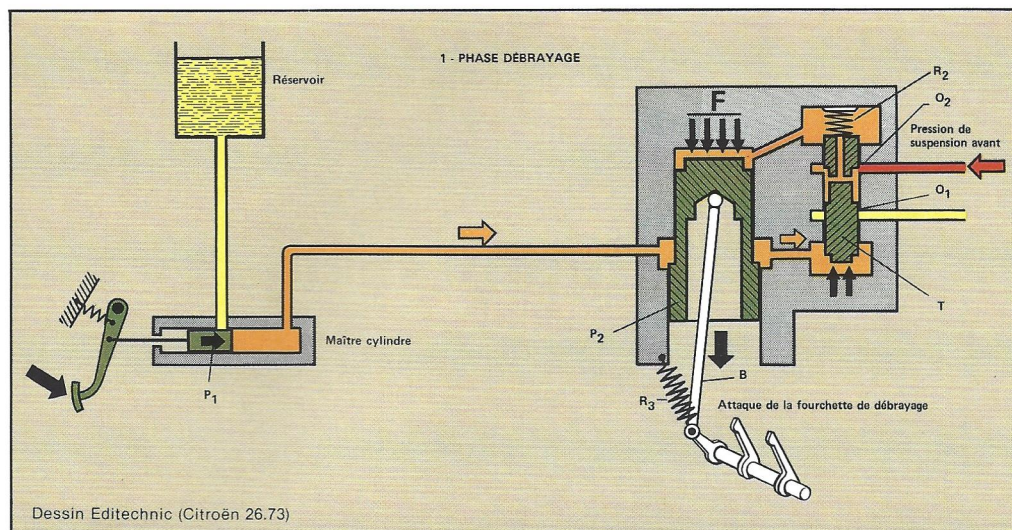 1 - PHASE DÉBRAYAGE
Réservoir
F
R2
O2
Pression de
suspension avant
O1
T
P2
Maître cylindre
P1
B
R3
Attaque de la fourchette de débrayage
Dessin Editechnic (Citroën 26.73)